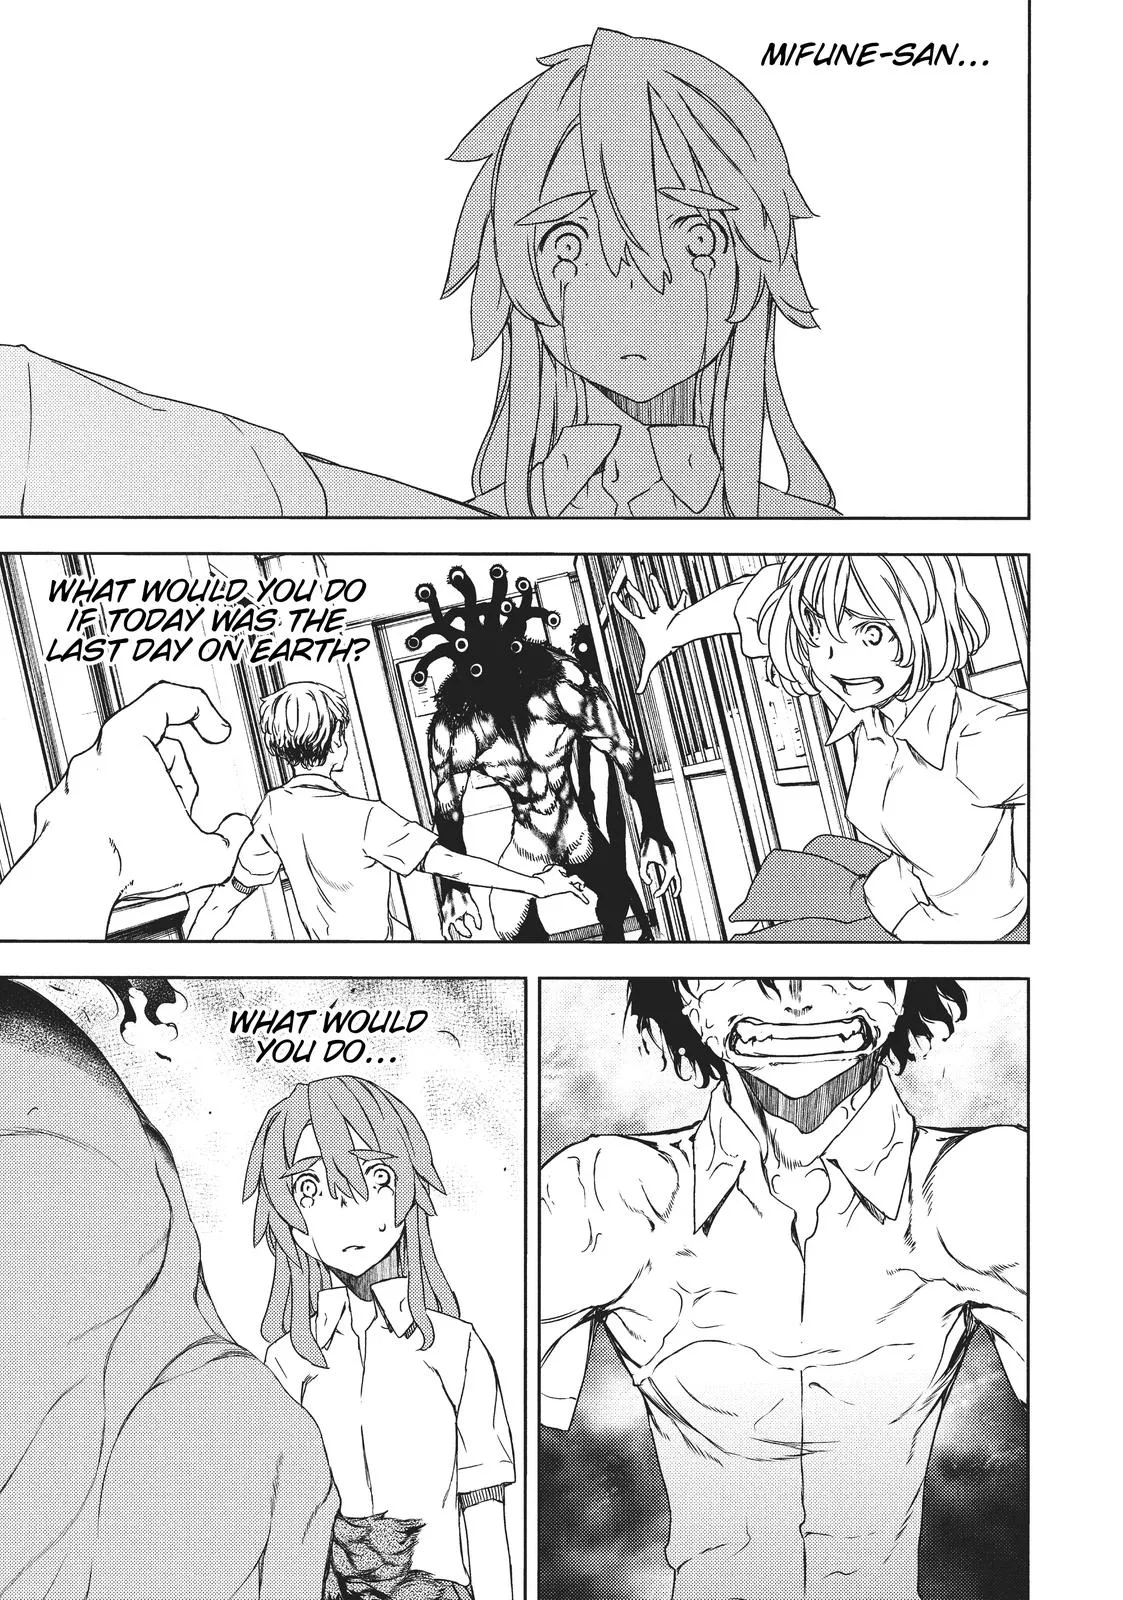 MIFUNE-SAN...
WHAT WOULD YOU DO
IF TODAY WAS THE
LAST DAY ON EARTH?
WHAT WOULD
YOU DO...